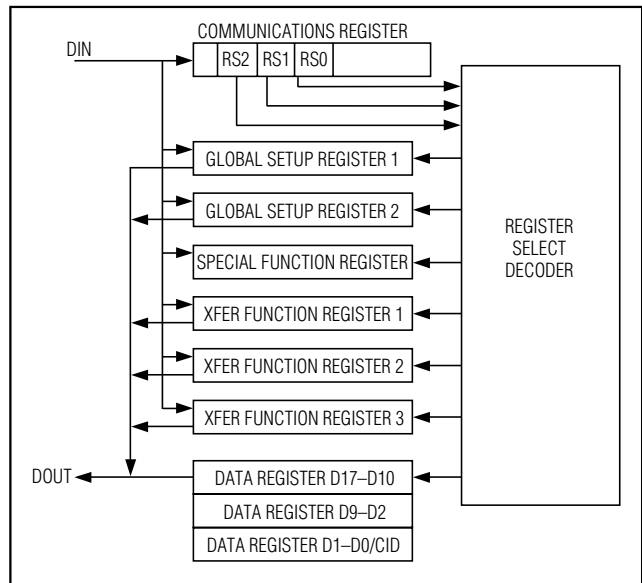 COMMUNICATIONS REGISTER
DIN
RS2 RS1 RS0
GLOBAL SETUP REGISTER 1
GLOBAL SETUP REGISTER 2
SPECIAL FUNCTION REGISTER
XFER FUNCTION REGISTER 1
XFER FUNCTION REGISTER 2
XFER FUNCTION REGISTER 3
REGISTER
SELECT
DECODER
DOUT
DATA REGISTER D17–D10
DATA REGISTER D9–D2
DATA REGISTER D1–D0/CID